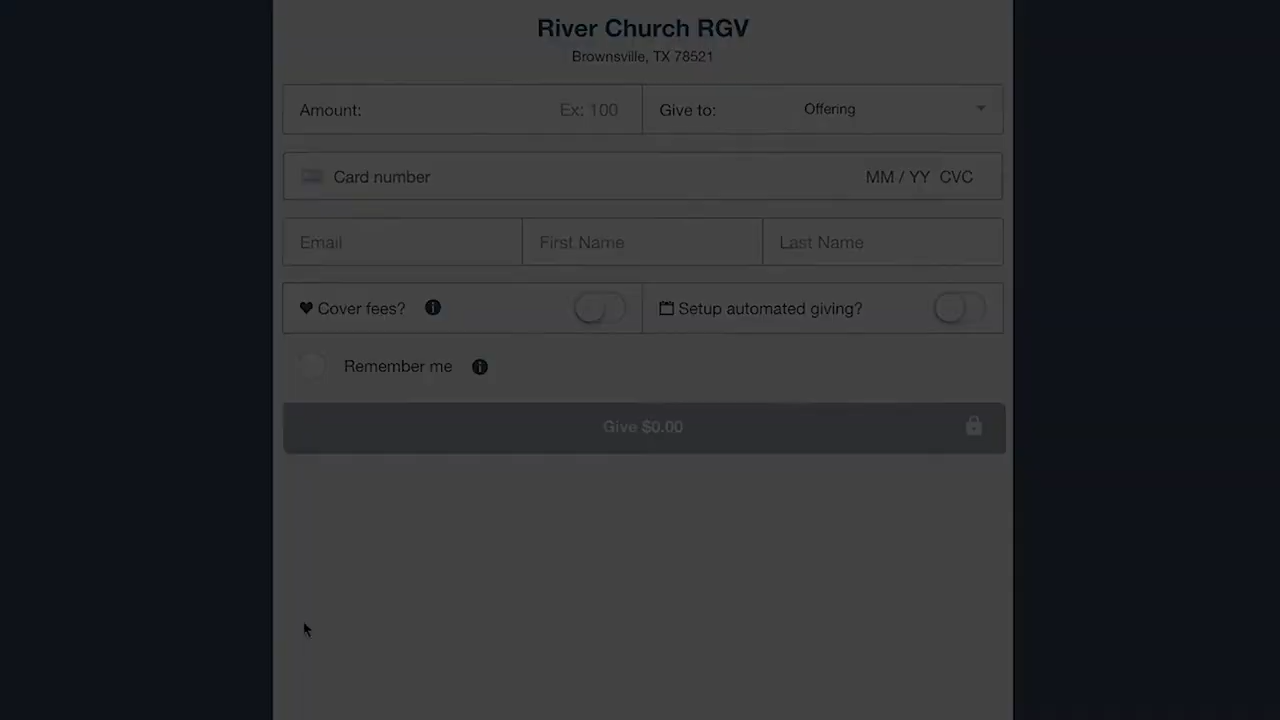 River Church RGV
Brownsville, TX 78521
Amount: Ex: 100 Give to: Offering
Card number MM / YY CVC
Email First Name Last Name
Cover fees? Setup automated giving?
Remember me
Give $0.00